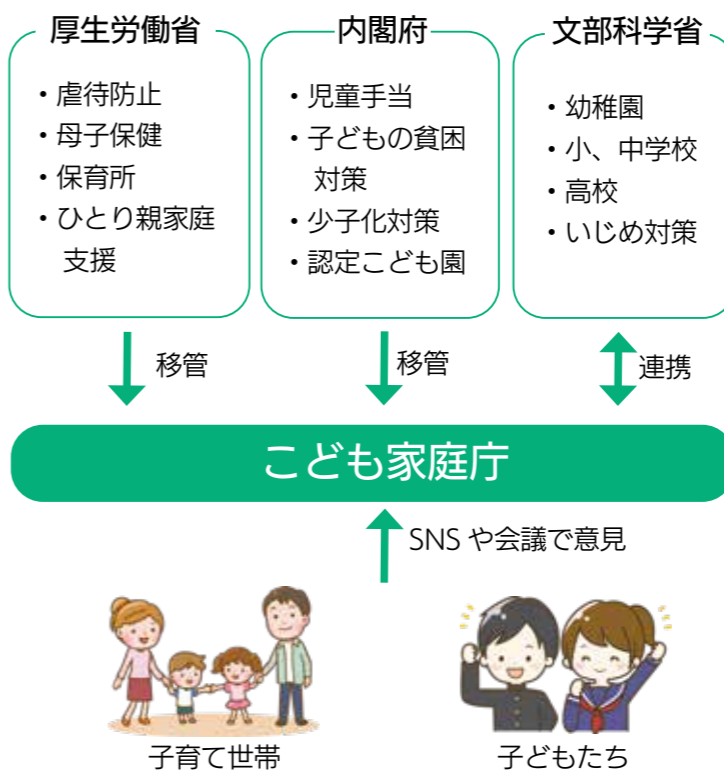 厚生労働省
・虐待防止
・母子保健
・保育所
・ひとり親家庭
支援
内閣府
・児童手当
・子どもの貧困
対策
・少子化対策
・認定こども園
文部科学省
・幼稚園
・小、中学校
・高校
・いじめ対策
移管
移管
連携
こども家庭庁
SNS や会議で意見
子育て世帯
子どもたち